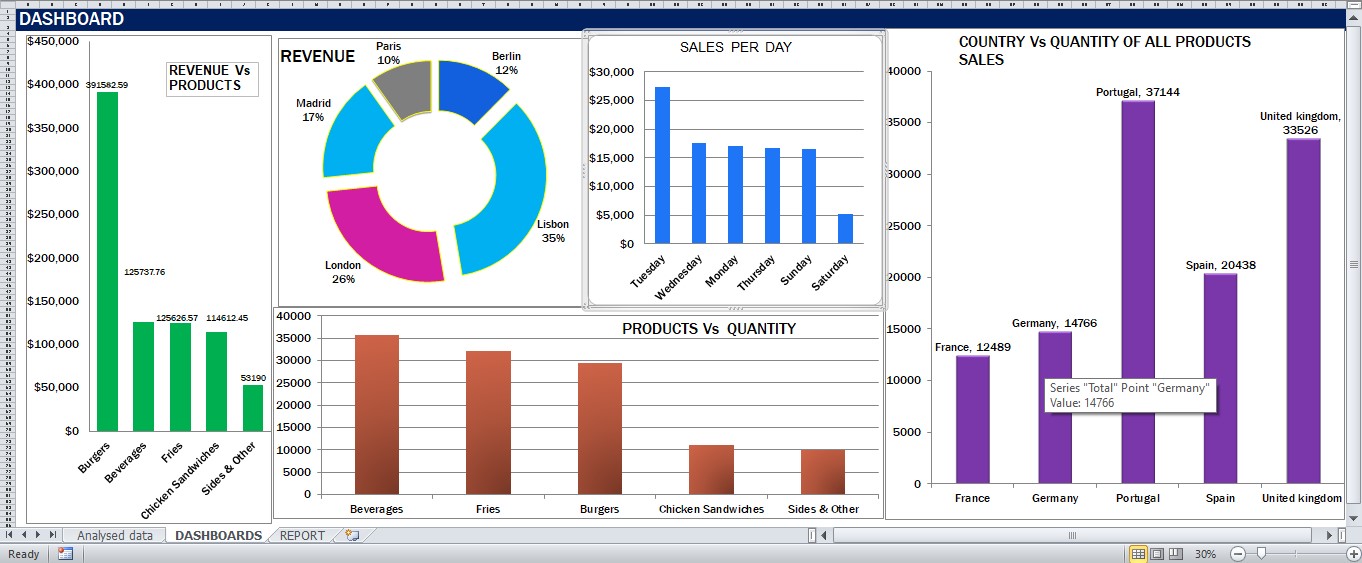 DASHBOARD
REVENUE Vs
PRODUCTS
$450,000
$400,000
$350,000
$300,000
$250,000
$200,000
$150,000
$100,000
$50,000
$0
391582.59
125737.76
125626.57
114612.45
53190
Burgers
Beverages
Fries
Chicken Sandwiches
Sides & Other
REVENUE
Paris
10%
Berlin
12%
Madrid
17%
Lisbon
35%
London
26%
SALES PER DAY
$30,000
$25,000
$20,000
$15,000
$10,000
$5,000
$0
Tuesday
Wednesday
Monday
Thursday
Sunday
Saturday
PRODUCTS Vs QUANTITY
40000
35000
30000
25000
20000
15000
10000
5000
0
Beverages
Fries
Burgers
Chicken Sandwiches
Sides & Other
COUNTRY Vs QUANTITY OF ALL PRODUCTS
SALES
40000
35000
30000
25000
20000
15000
10000
5000
0
France, 12489
Germany, 14766
Portugal, 37144
Spain, 20438
United kingdom,
33526
Series "Total" Point "Germany"
Value: 14766
France
Germany
Portugal
Spain
United kingdom
Analysed data
DASHBOARDS
REPORT
Ready
30%